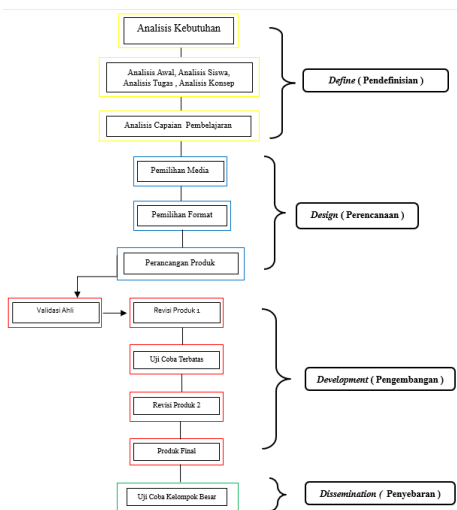 Analisis Kebutuhan
Analisis Awal, Analisis Siswa,
Analisis Tugas , Analisis Konsep
Define ( Pendefinisian )
Analisis Capaian Pembelajaran
Pemilihan Media
Pemilihan Format
Design ( Perencanaan )
Perancangan Produk
Validasi Ahli
Revisi Produk 1
Uji Coba Terbatas
Development ( Pengembangan )
Revisi Produk 2
Produk Final
Uji Coba Kelompok Besar
Dissemination ( Penyebaran )